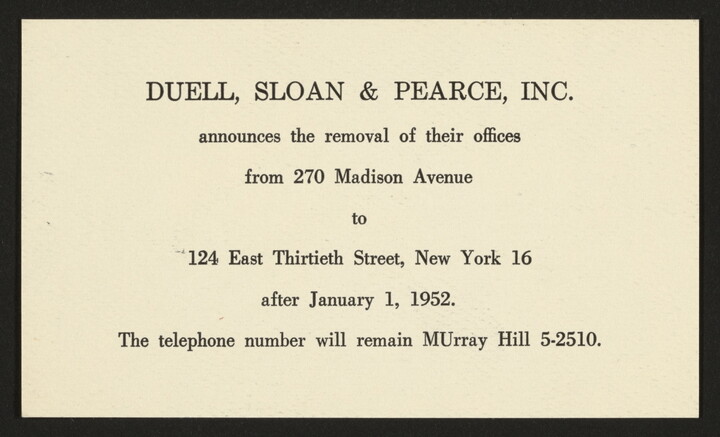 DUELL, SLOAN & PEARCE, INC.
announces the removal of their offices
from 270 Madison Avenue
to
124 East Thirtieth Street, New York 16
after January 1, 1952.
The telephone number will remain MUrray Hill 5-2510.